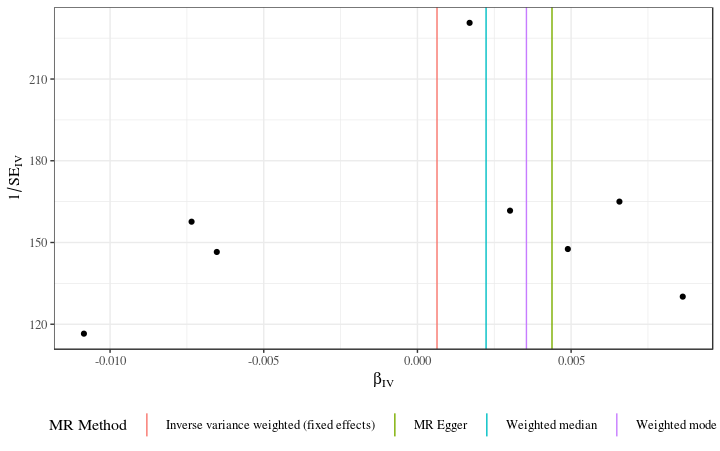 210
180
150
120
1/SE_IV
-0.010 -0.005 0.000 0.005
β_IV
MR Method Inverse variance weighted (fixed effects) MR Egger Weighted median Weighted mode